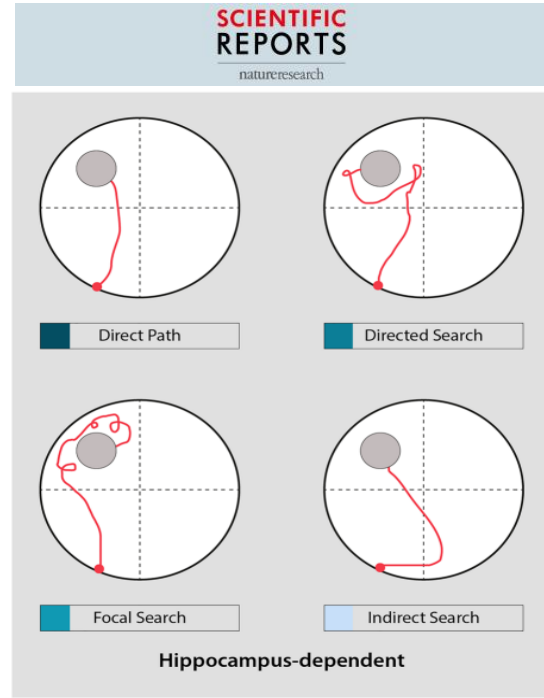 SCIENTIFIC
REPORTS
natureresearch
Direct Path
Directed Search
Focal Search
Indirect Search
Hippocampus-dependent